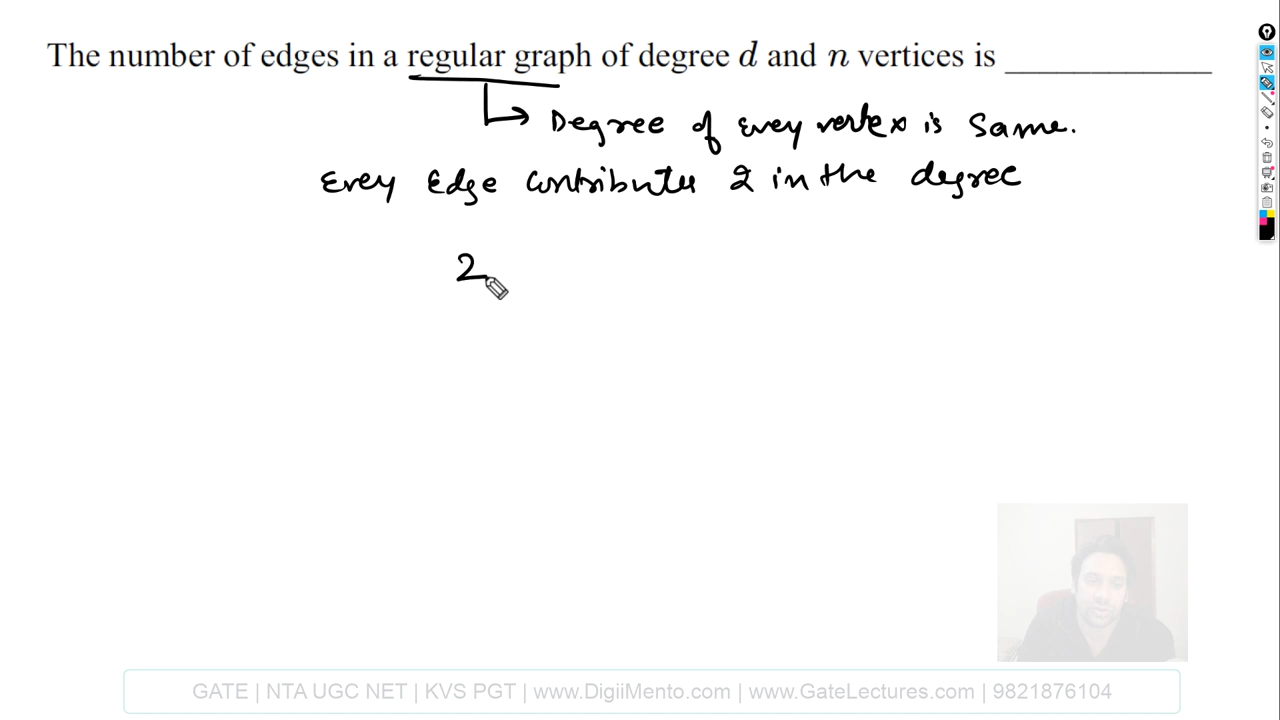 The number of edges in a regular graph of degree d and n vertices is ____________
Degree of Every vertex is Same.
Every Edge Contributes 2 in the degree
2
GATE | NTA UGC NET | KVS PGT | www.DigiiMento.com | www.GateLectures.com | 9821876104